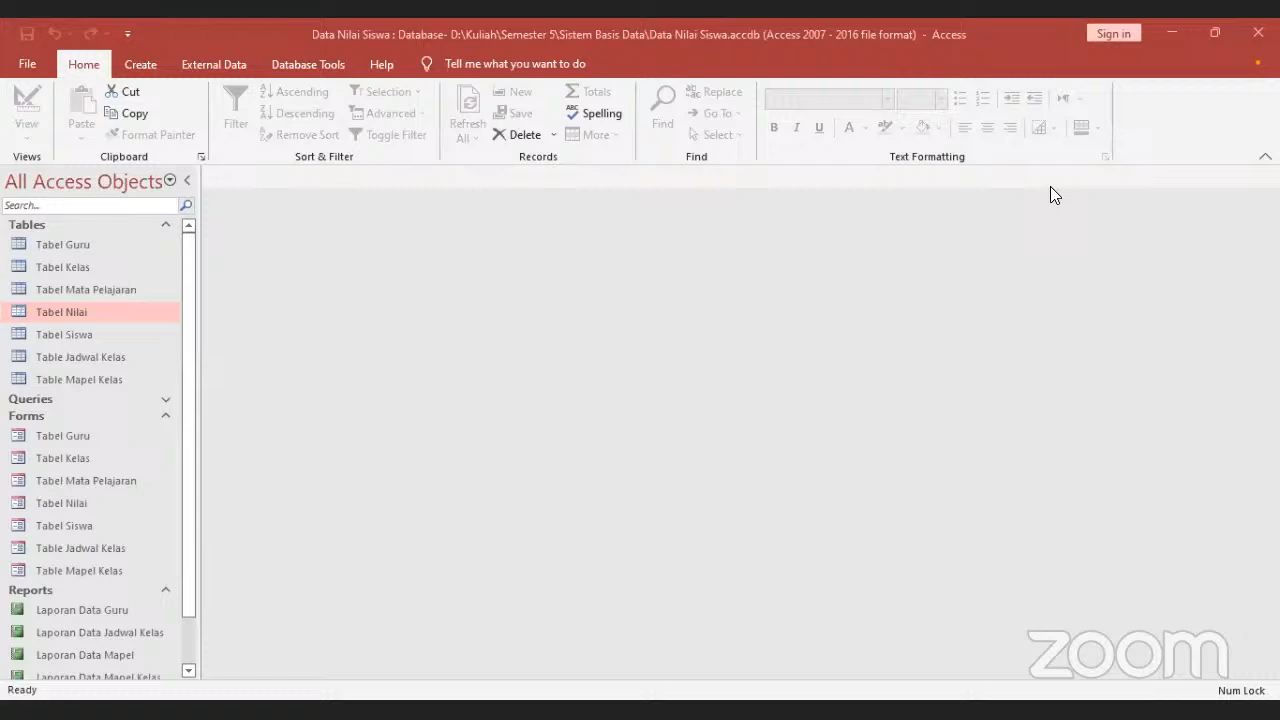 Data Nilai Siswa : Database- D:\Kuliah\Semester 5\Sistem Basis Data\Data Nilai Siswa.accdb (Access 2007 - 2016 file format) - Access
Sign in
File Home Create External Data Database Tools Help Tell me what you want to do
View
Views
Paste
Cut
Copy
Format Painter
Clipboard
Filter
Ascending
Descending
Remove Sort
Selection
Advanced
Toggle Filter
Sort & Filter
Refresh
All
New
Save
Delete
Totals
Spelling
More
Records
Find
Replace
Go To
Select
Find
B I U A
Text Formatting
All Access Objects
Search...
Tables
Tabel Guru
Tabel Kelas
Tabel Mata Pelajaran
Tabel Nilai
Tabel Siswa
Table Jadwal Kelas
Table Mapel Kelas
Queries
Forms
Tabel Guru
Tabel Kelas
Tabel Mata Pelajaran
Tabel Nilai
Tabel Siswa
Table Jadwal Kelas
Table Mapel Kelas
Reports
Laporan Data Guru
Laporan Data Jadwal Kelas
Laporan Data Mapel
Laporan Data Mapel Kelas
zoom
Ready
Num Lock